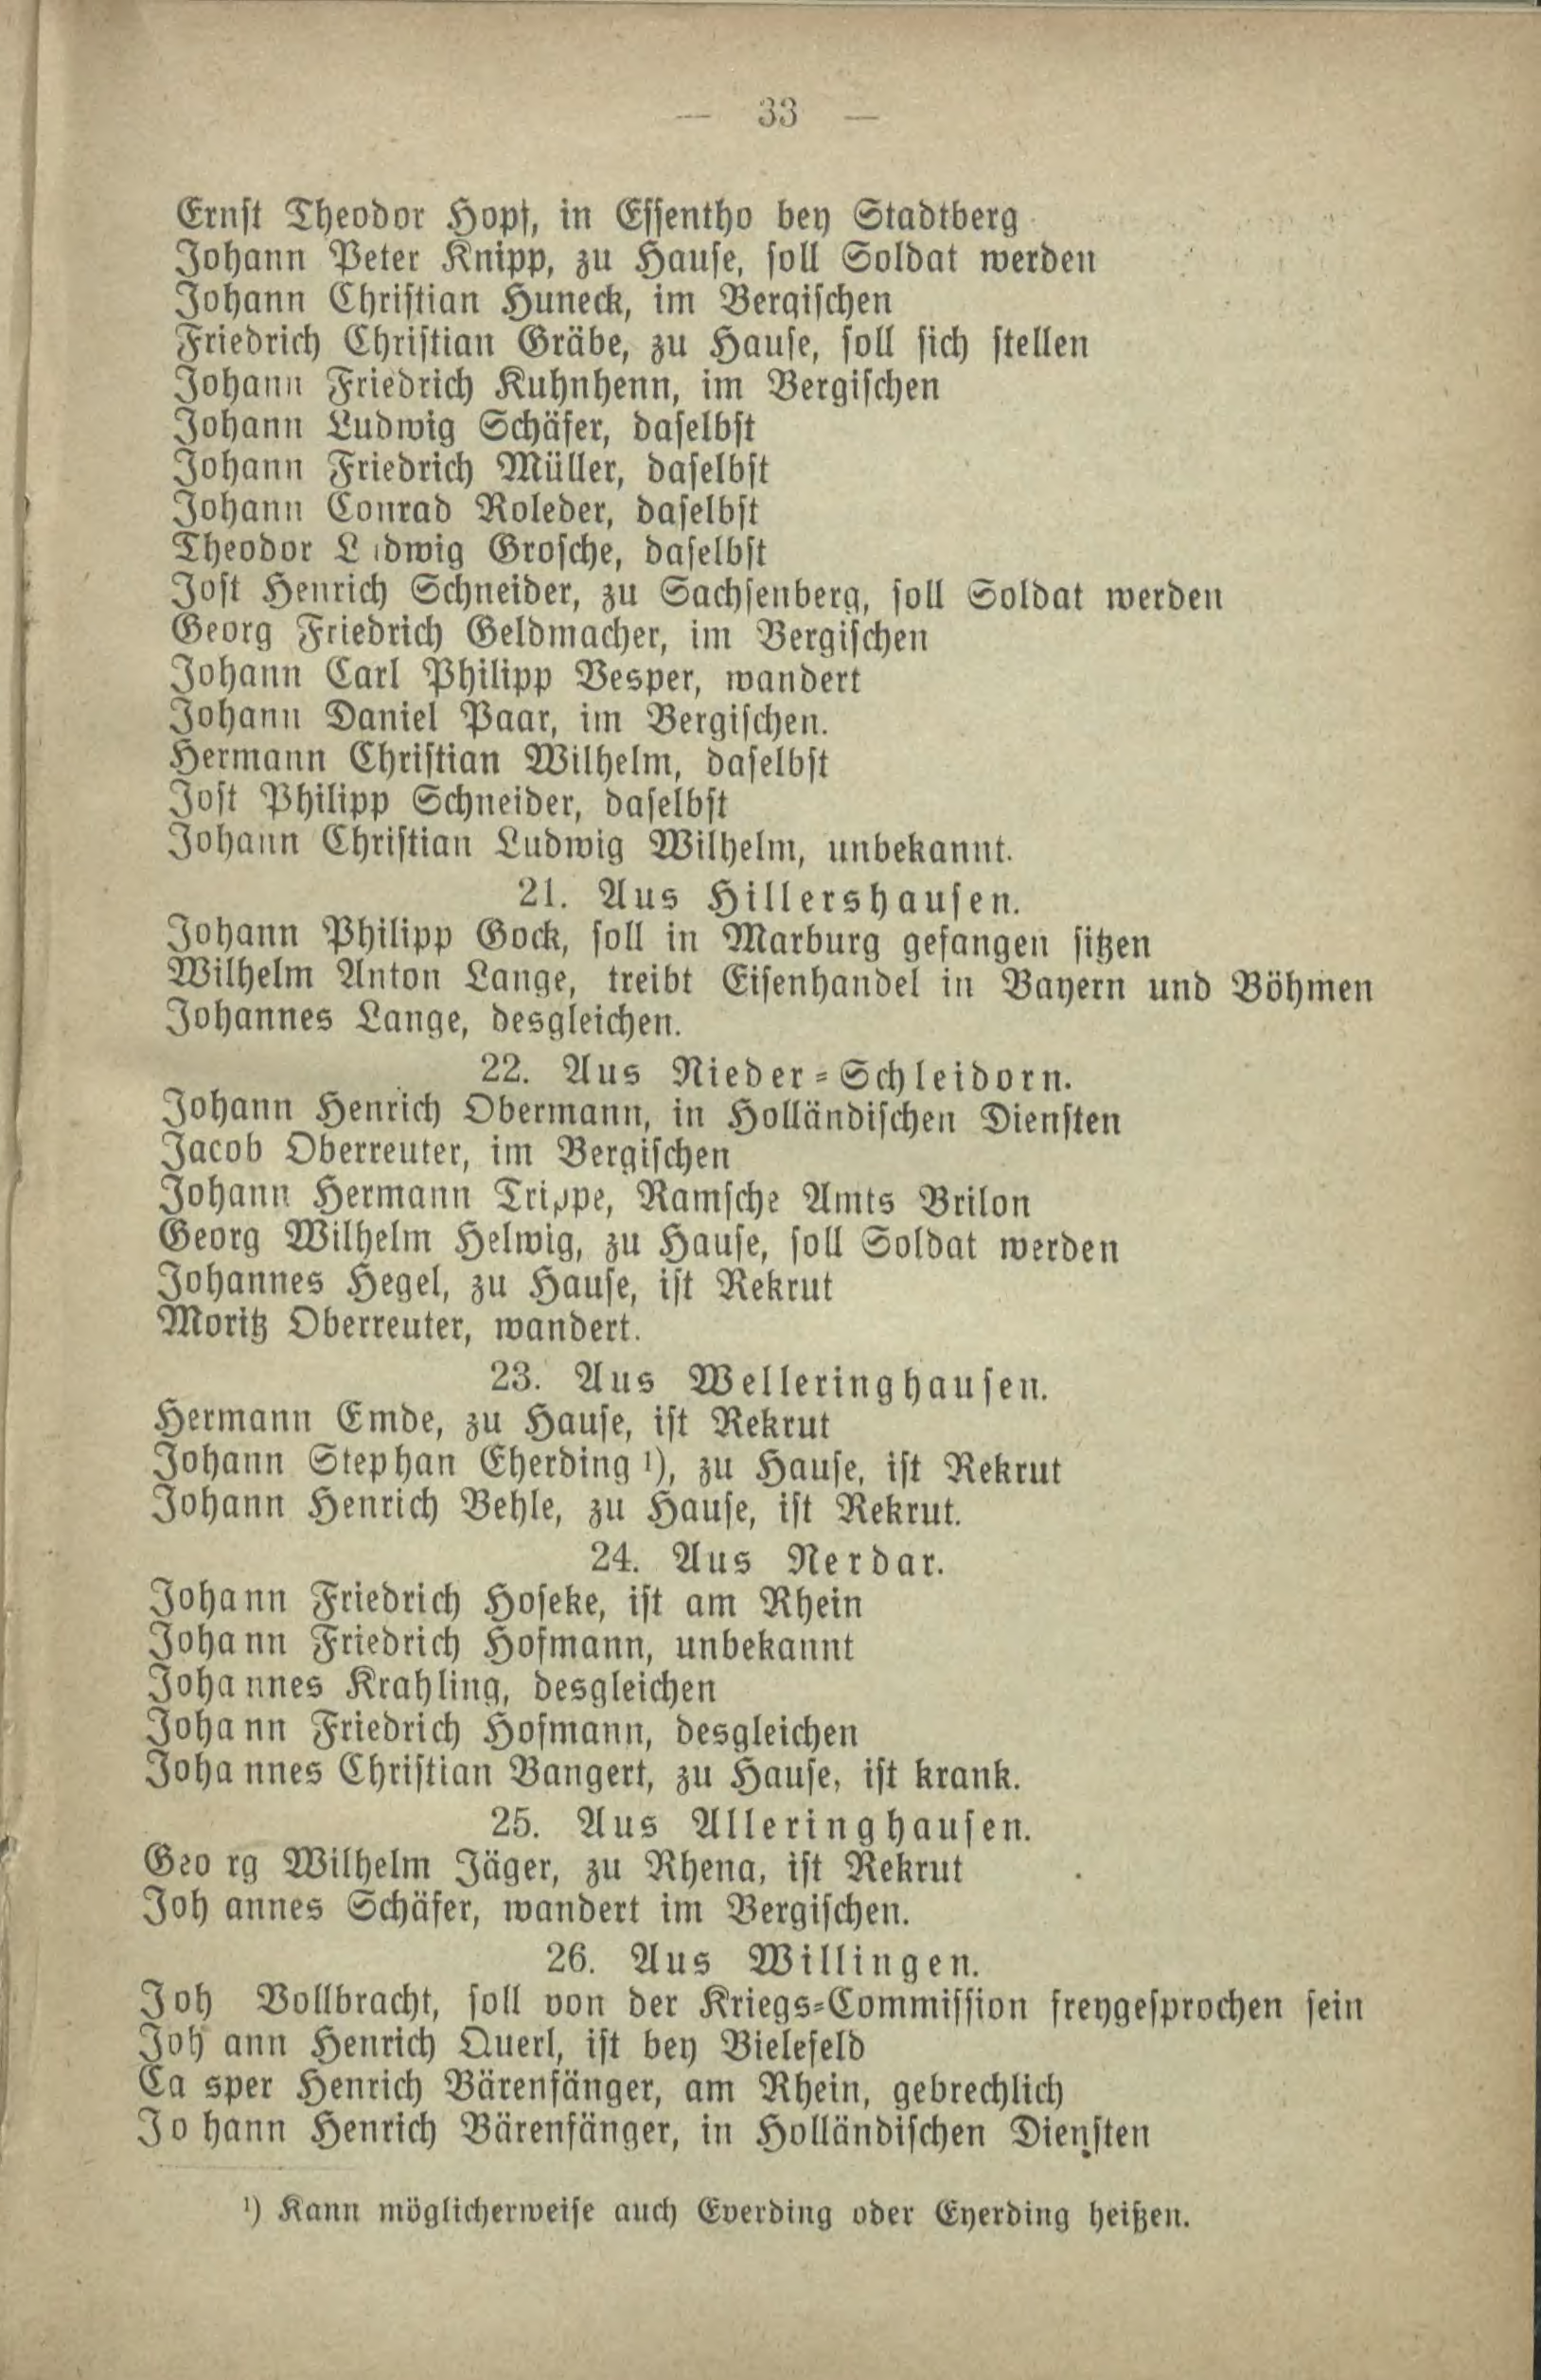 — 33 —
Ernst Theodor Hopf, in Essentho bey Stadtberg
Johann Peter Knipp, zu Hause, soll Soldat werden
Johann Christian Huneck, im Bergischen
Friedrich Christian Gräbe, zu Hause, soll sich stellen
Johann Friedrich Kuhnhenn, im Bergischen
Johann Ludwig Schäfer, daselbst
Johann Friedrich Müller, daselbst
Johann Conrad Roleder, daselbst
Theodor Ludwig Grosche, daselbst
Jost Henrich Schneider, zu Sachsenberg, soll Soldat werden
Georg Friedrich Geldmacher, im Bergischen
Johann Carl Philipp Vesper, wandert
Johann Daniel Paar, im Bergischen.
Hermann Christian Wilhelm, daselbst
Jost Philipp Schneider, daselbst
Johann Christian Ludwig Wilhelm, unbekannt.
21. Aus Hillershausen.
Johann Philipp Gock, soll in Marburg gefangen sitzen
Wilhelm Anton Lange, treibt Eisenhandel in Bayern und Böhmen
Johannes Lange, desgleichen.
22. Aus Nieder-Schleidorn.
Johann Henrich Obermann, in Holländischen Diensten
Jacob Oberreuter, im Bergischen
Johann Hermann Trippe, Ramsche Amts Brilon
Georg Wilhelm Helwig, zu Hause, soll Soldat werden
Johannes Hegel, zu Hause, ist Rekrut
Moritz Oberreuter, wandert.
23. Aus Welleringhausen.
Hermann Emde, zu Hause, ist Rekrut
Johann Stephan Eherding ¹), zu Hause, ist Rekrut
Johann Henrich Behle, zu Hause, ist Rekrut.
24. Aus Nerdar.
Johann Friedrich Hoseke, ist am Rhein
Johann Friedrich Hofmann, unbekannt
Johannes Krahling, desgleichen
Johann Friedrich Hofmann, desgleichen
Johannes Christian Bangert, zu Hause, ist krank.
25. Aus Alleringhausen.
Georg Wilhelm Jäger, zu Rhena, ist Rekrut
Johannes Schäfer, wandert im Bergischen.
26. Aus Willingen.
Joh Vollbracht, soll von der Kriegs-Commission freygesprochen sein
Johann Henrich Querl, ist bey Bielefeld
Casper Henrich Bärenfänger, am Rhein, gebrechlich
Johann Henrich Bärenfänger, in Holländischen Diensten
¹) Kann möglicherweise auch Everding oder Eyerding heißen.